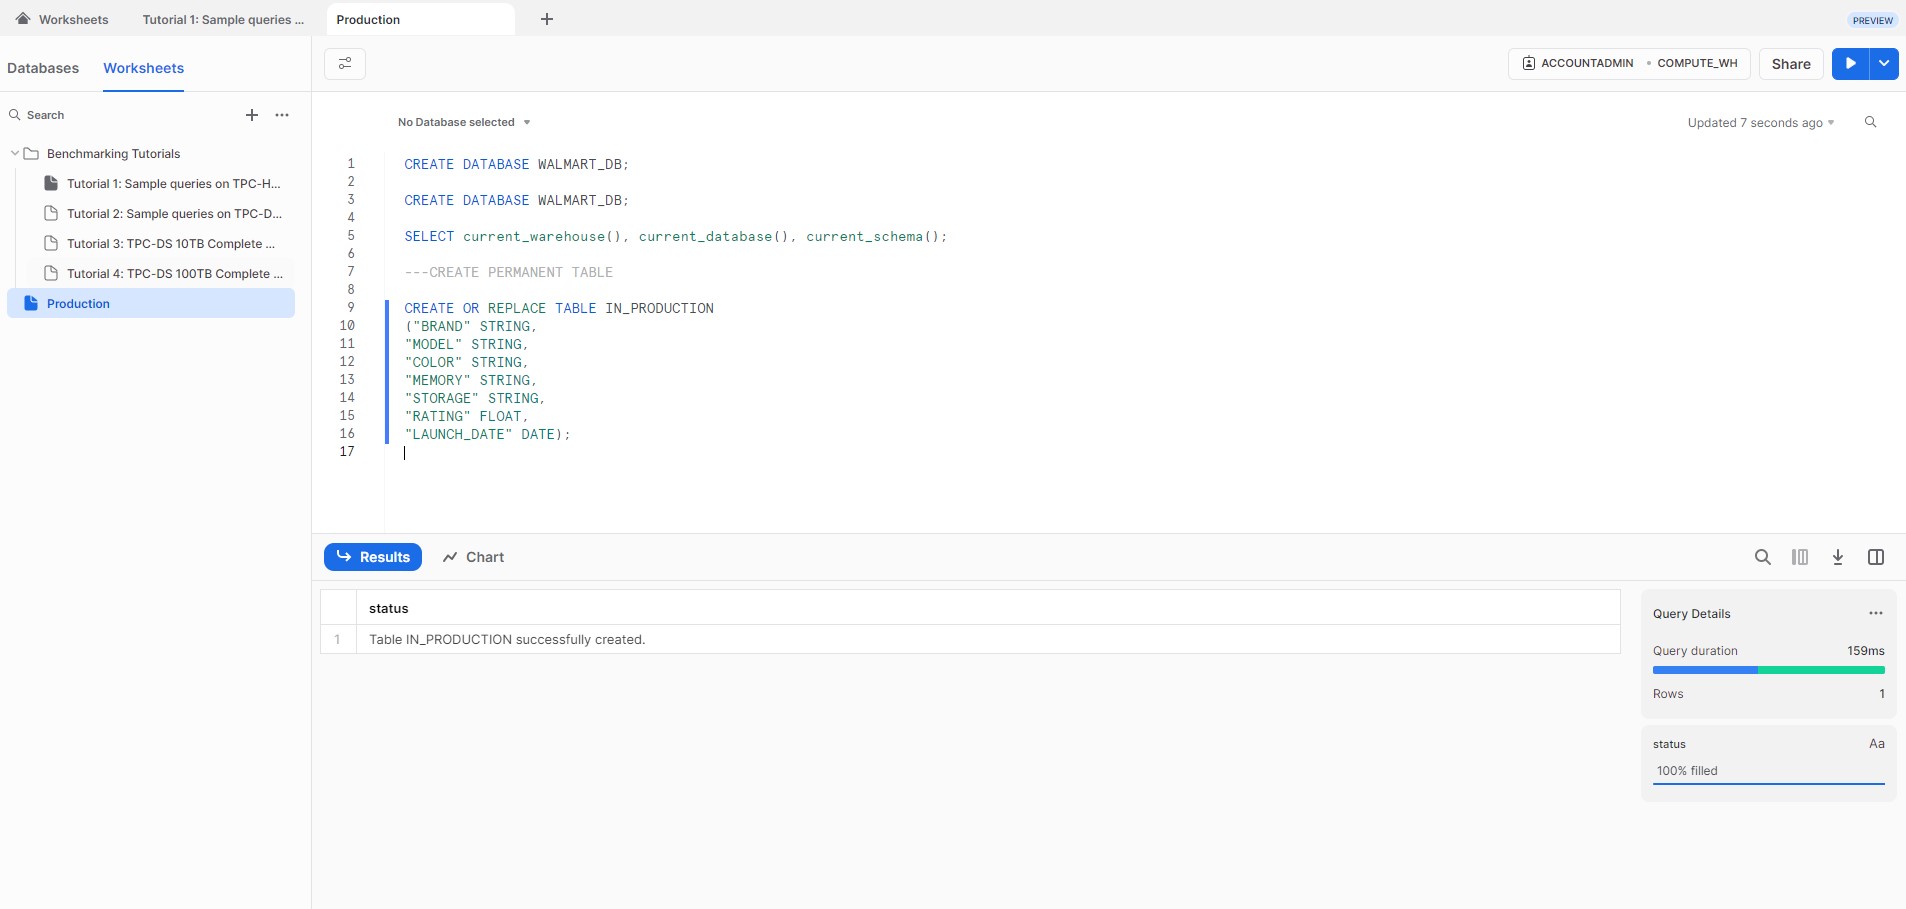 Worksheets
Tutorial 1: Sample queries ...
Production
PREVIEW
Databases
Worksheets
ACCOUNTADMIN • COMPUTE_WH
Share
Search
Benchmarking Tutorials
Tutorial 1: Sample queries on TPC-H...
Tutorial 2: Sample queries on TPC-D...
Tutorial 3: TPC-DS 10TB Complete ...
Tutorial 4: TPC-DS 100TB Complete ...
Production
No Database selected
Updated 7 seconds ago
1 CREATE DATABASE WALMART_DB;
2
3 CREATE DATABASE WALMART_DB;
4
5 SELECT current_warehouse(), current_database(), current_schema();
6
7 ---CREATE PERMANENT TABLE
8
9 CREATE OR REPLACE TABLE IN_PRODUCTION
10 ("BRAND" STRING,
11 "MODEL" STRING,
12 "COLOR" STRING,
13 "MEMORY" STRING,
14 "STORAGE" STRING,
15 "RATING" FLOAT,
16 "LAUNCH_DATE" DATE);
17
Results
Chart
status
1 Table IN_PRODUCTION successfully created.
Query Details
...
Query duration 159ms
Rows 1
status Aa
100% filled